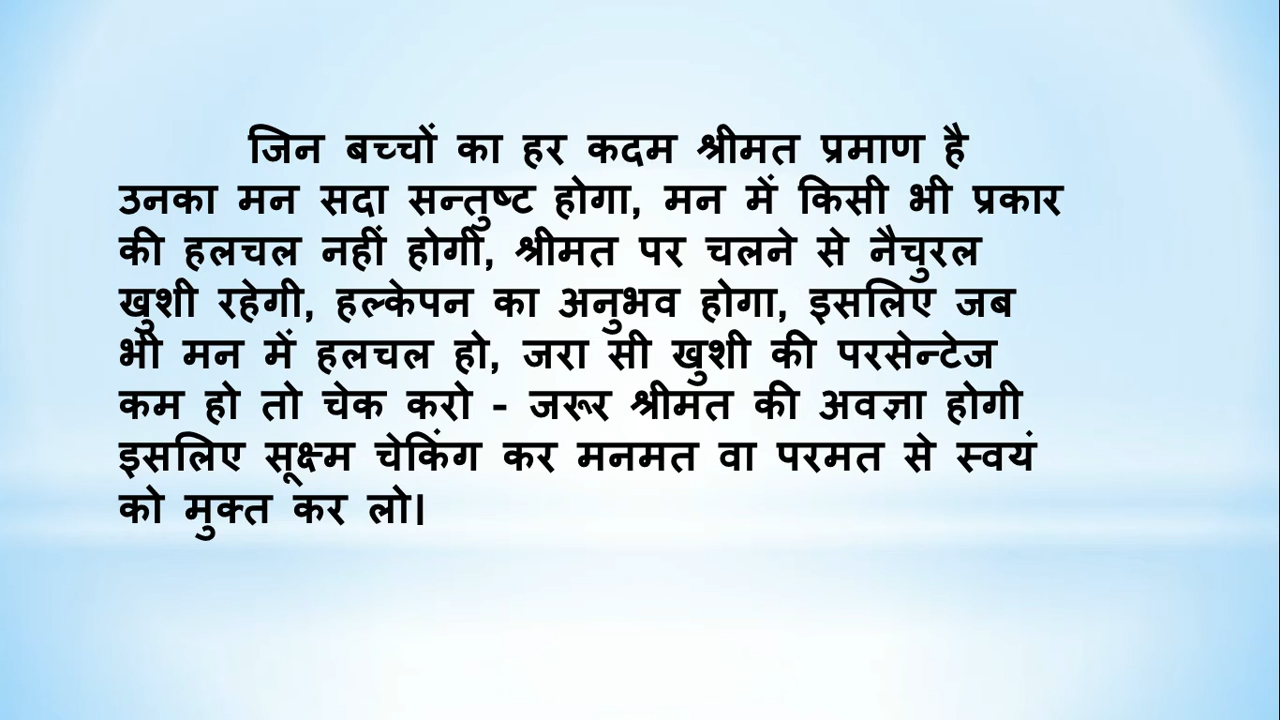 जिन बच्चों का हर कदम श्रीमत प्रमाण है
उनका मन सदा सन्तुष्ट होगा, मन में किसी भी प्रकार
की हलचल नहीं होगी, श्रीमत पर चलने से नैचुरल
खुशी रहेगी, हल्केपन का अनुभव होगा, इसलिए जब
भी मन में हलचल हो, जरा सी खुशी की परसेन्टेज
कम हो तो चेक करो - जरूर श्रीमत की अवज्ञा होगी
इसलिए सूक्ष्म चेकिंग कर मनमत वा परमत से स्वयं
को मुक्त कर लो।